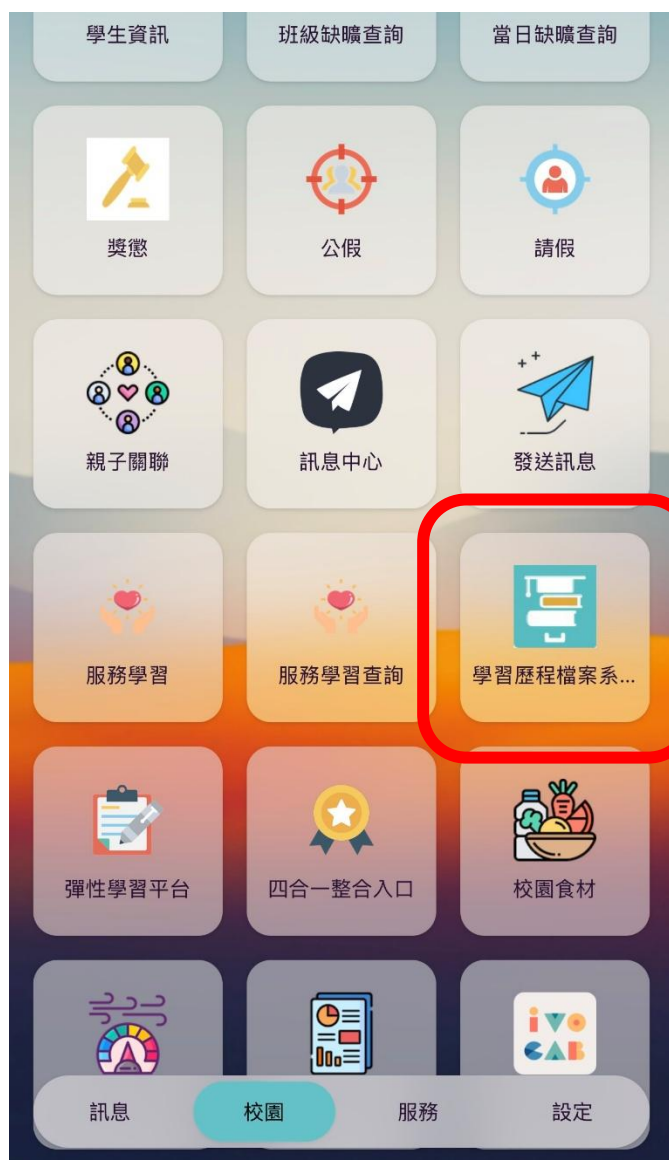 學生資訊
班級缺曠查詢
當日缺曠查詢
獎懲
公假
請假
親子關聯
訊息中心
發送訊息
服務學習
服務學習查詢
學習歷程檔案系...
彈性學習平台
四合一整合入口
校園食材
ivo
CAB
訊息
校園
服務
設定